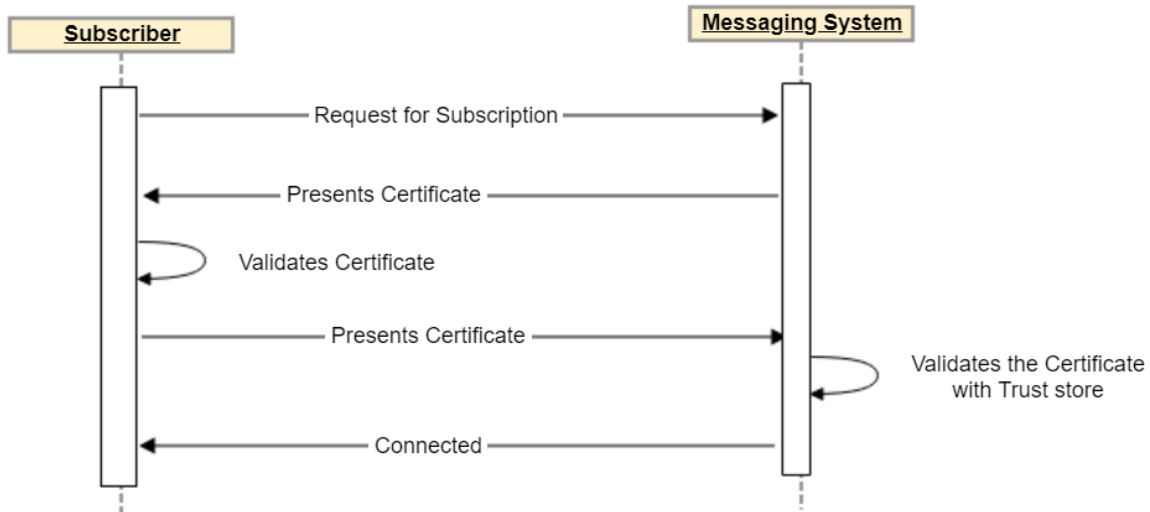 Subscriber
Messaging System
Request for Subscription
Presents Certificate
Validates Certificate
Presents Certificate
Validates the Certificate
with Trust store
Connected